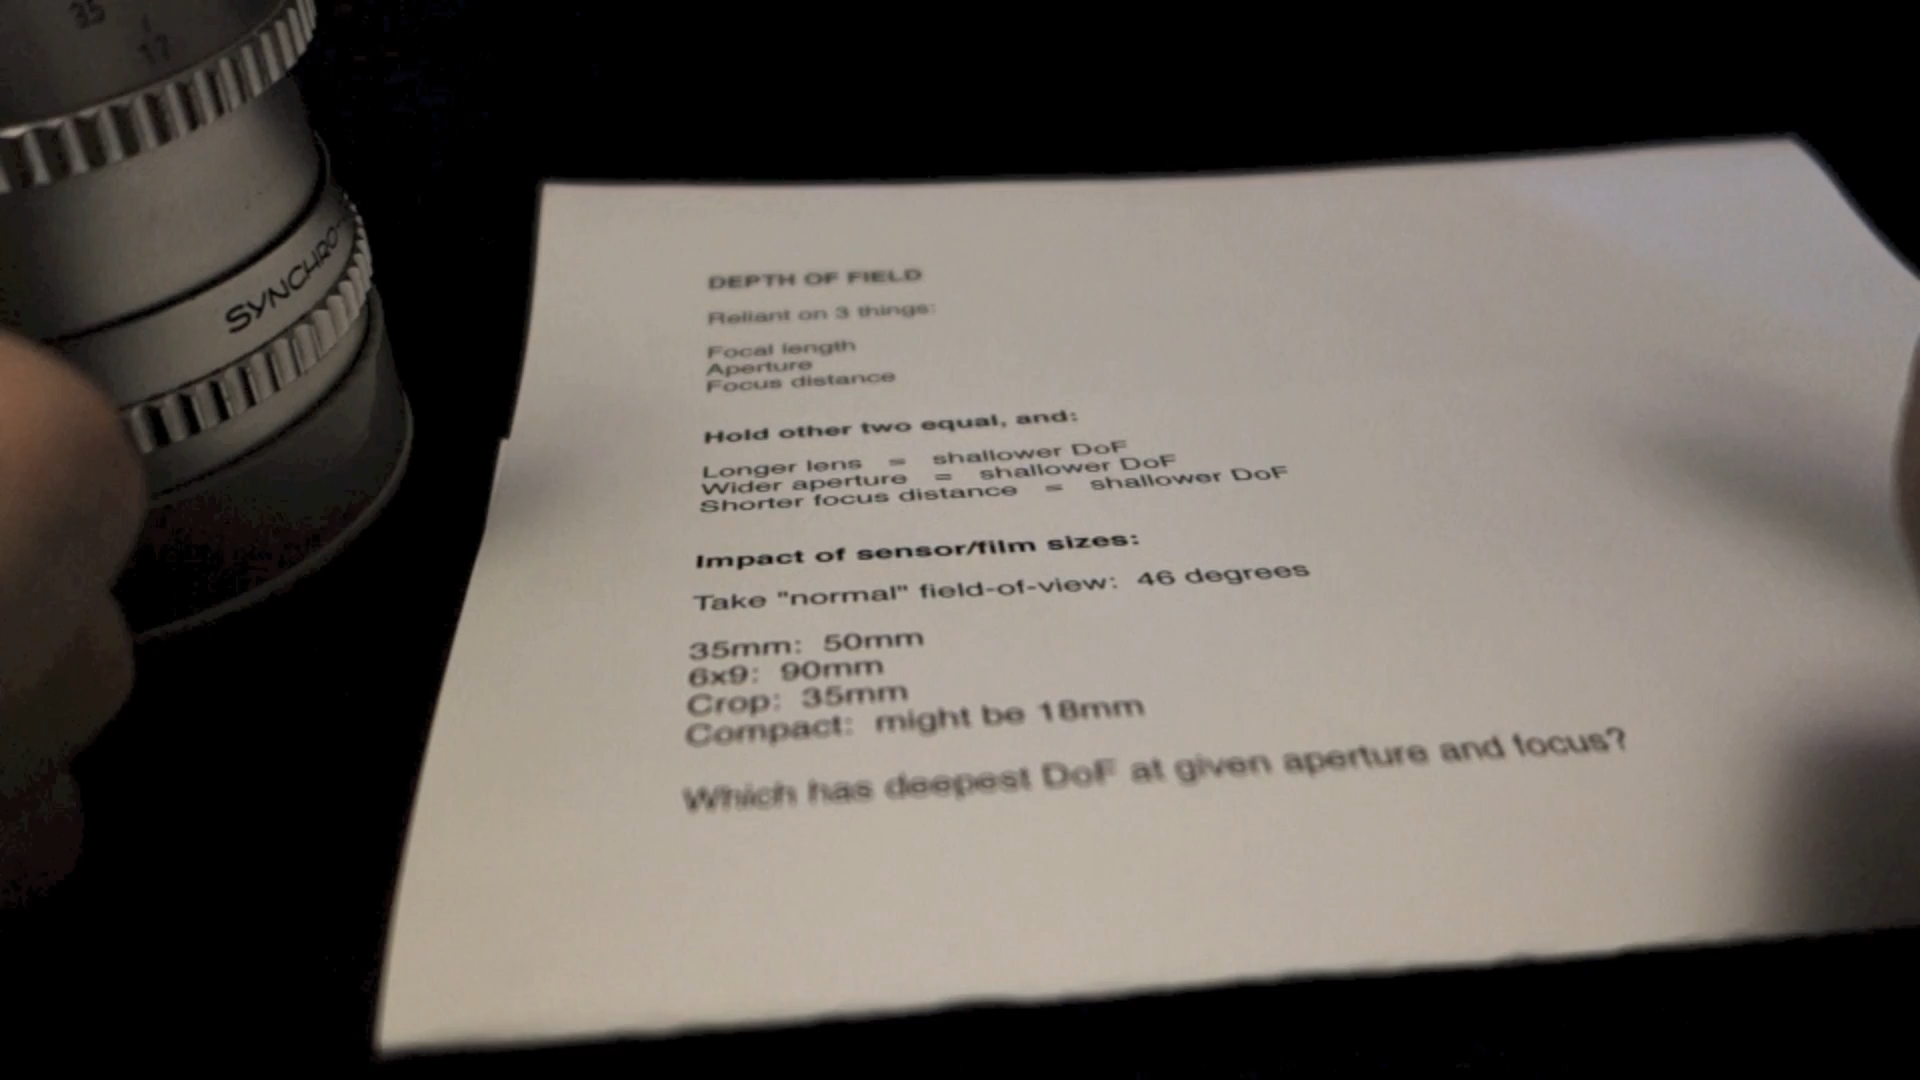 35
17
SYNCHRO-
DEPTH OF FIELD
Reliant on 3 things:
Focal length
Aperture
Focus distance
Hold other two equal, and:
Longer lens = shallower DoF
Wider aperture = shallower DoF
Shorter focus distance = shallower DoF
Impact of sensor/film sizes:
Take "normal" field-of-view: 46 degrees
35mm: 50mm
6x9: 90mm
Crop: 35mm
Compact: might be 18mm
Which has deepest DoF at given aperture and focus?